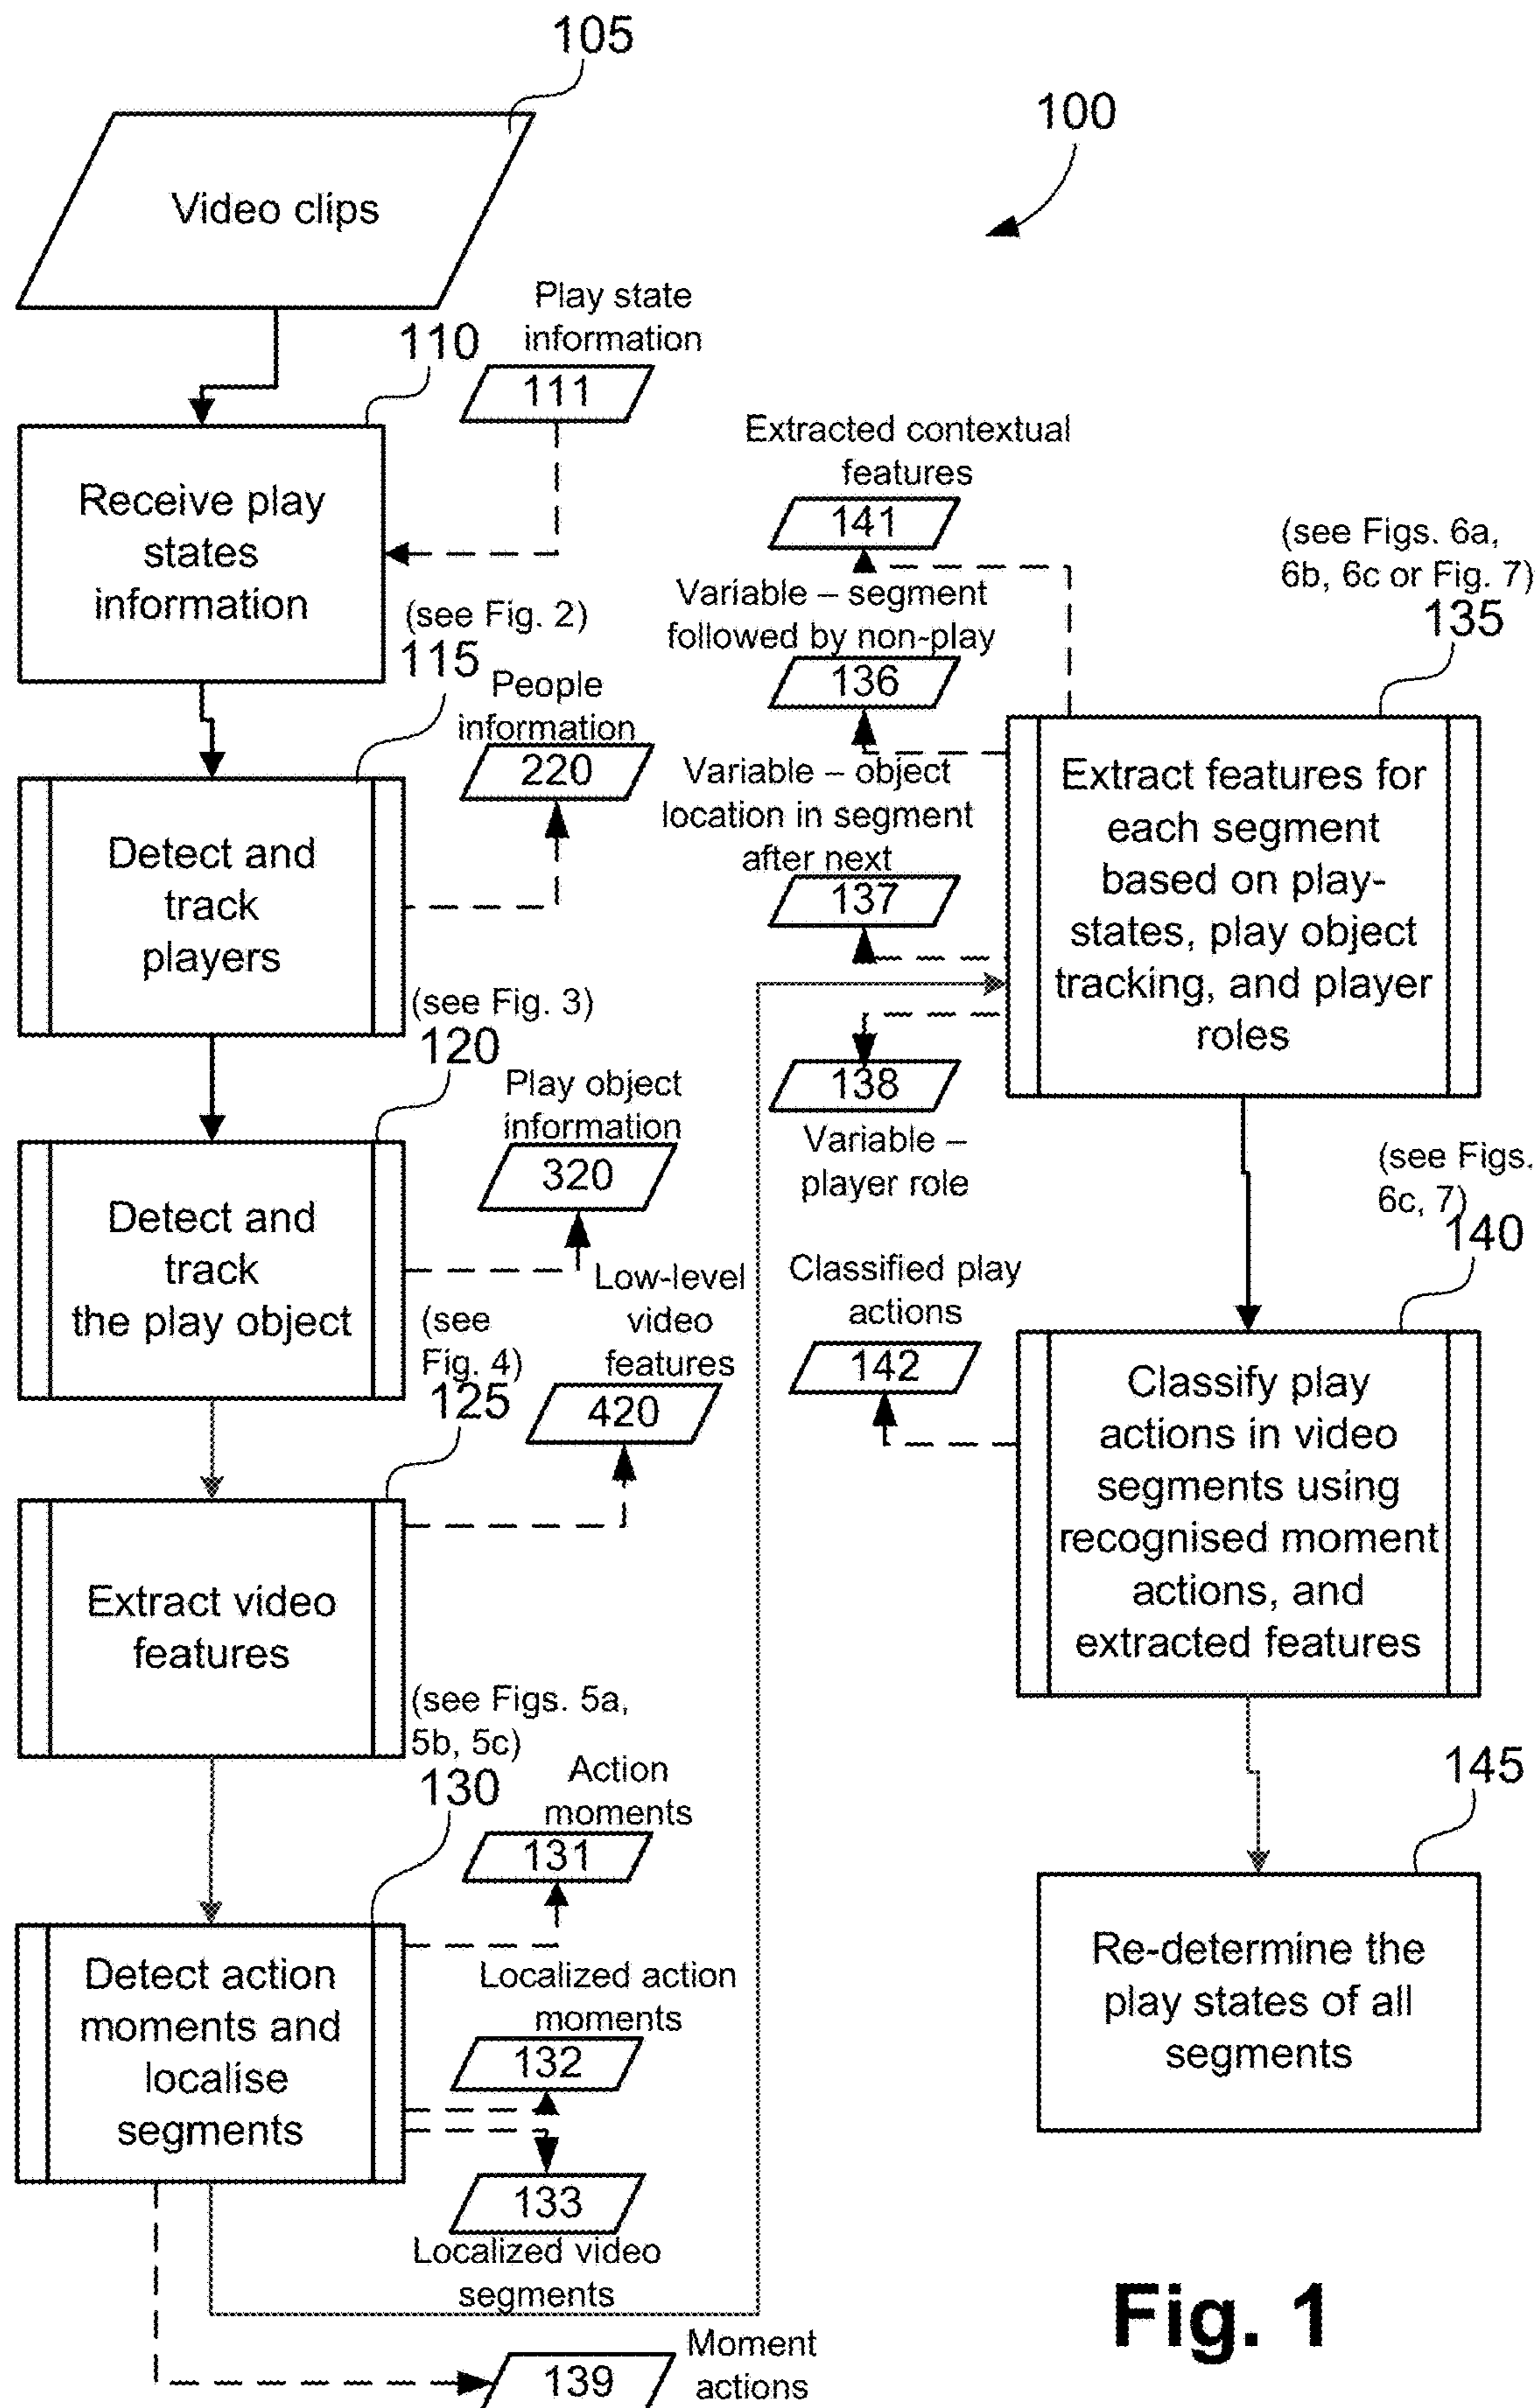 105
100
Video clips
Play state
information
110
111
Receive play
states
information
(see Fig. 2)
115
People
information
220
Detect and
track
players
(see Fig. 3)
120
Play object
information
320
Detect and
track
the play object
(see
Fig. 4)
125
Low-level
video
features
420
Extract video
features
(see Figs. 5a,
5b, 5c)
130
Action
moments
131
Detect action
moments and
localise
segments
Localized action
moments
132
133
Localized video
segments
Moment
actions
139
Extracted contextual
features
141
Variable – segment
followed by non-play
136
Variable – object
location in segment
after next
137
138
Variable –
player role
(see Figs. 6a,
6b, 6c or Fig. 7)
135
Extract features for
each segment
based on play-
states, play object
tracking, and player
roles
(see Figs.
6c, 7)
140
Classified play
actions
142
Classify play
actions in video
segments using
recognised moment
actions, and
extracted features
145
Re-determine the
play states of all
segments
Fig. 1